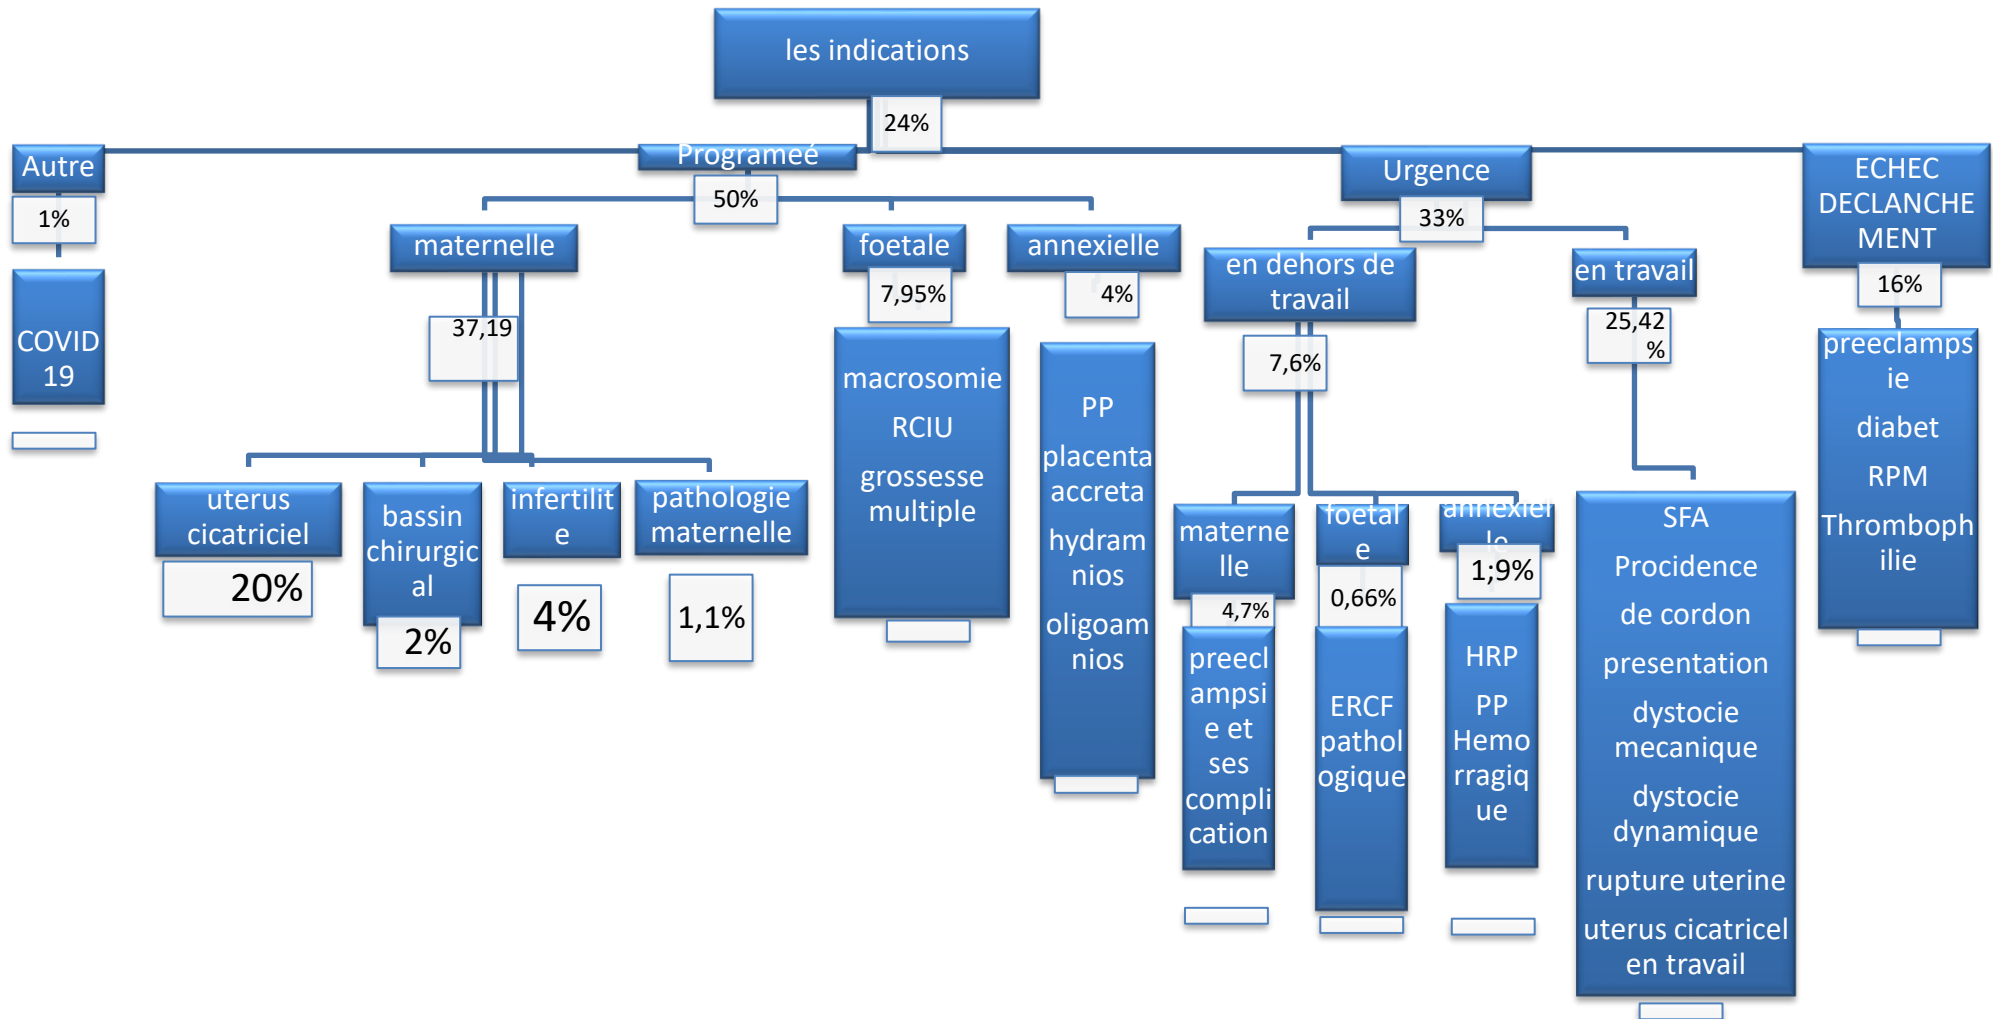 les indications
24%
Autre
1%
COVID
19
Programeé
50%
maternelle
37,19
uterus
cicatriciel
20%
bassin
chirurgic
al
2%
infertilit
e
4%
pathologie
maternelle
1,1%
foetale
7,95%
macrosomie
RCIU
grossesse
multiple
annexielle
4%
PP
placenta
accreta
hydram
nios
oligoam
nios
Urgence
33%
en dehors de
travail
7,6%
materne
lle
4,7%
preecl
ampsi
e et
ses
compli
cation
foetal
e
0,66%
ERCF
pathol
ogique
annexiel
le
1;9%
HRP
PP
Hemo
rragiq
ue
en travail
25,42
%
SFA
Procidence
de cordon
presentation
dystocie
mecanique
dystocie
dynamique
rupture uterine
uterus cicatricel
en travail
ECHEC
DECLANCHE
MENT
16%
preeclamps
ie
diabet
RPM
Thromboph
ilie